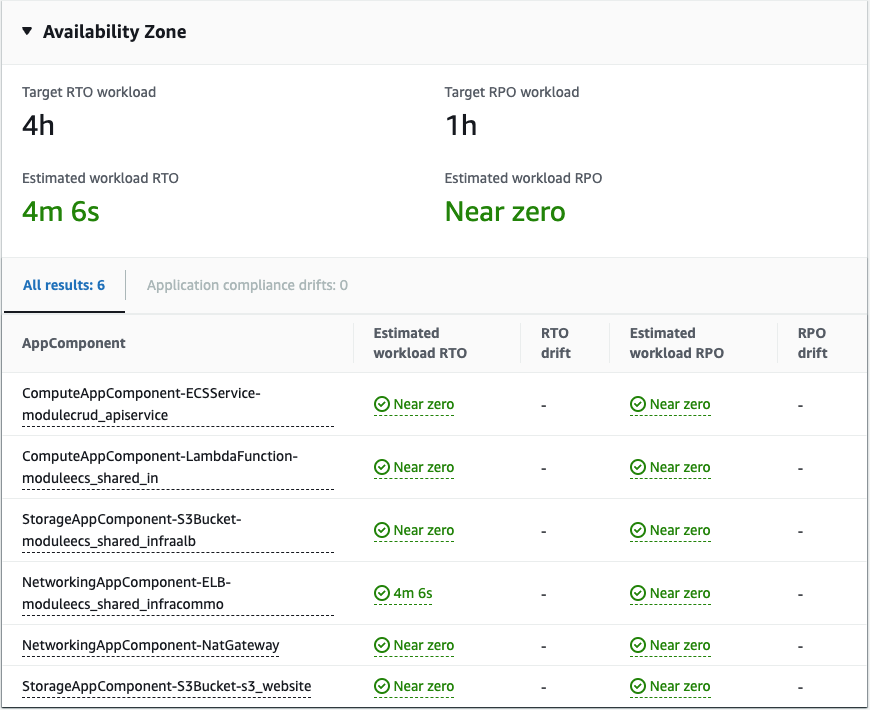 Availability Zone
Target RTO workload
Target RPO workload
4h
1h
Estimated workload RTO
Estimated workload RPO
4m 6s
Near zero
All results: 6
Application compliance drifts: 0
AppComponent
Estimated workload RTO
RTO drift
Estimated workload RPO
RPO drift
ComputeAppComponent-ECSService-
modulecrud_apiservice
Near zero
-
Near zero
-
ComputeAppComponent-LambdaFunction-
moduleecs_shared_in
Near zero
-
Near zero
-
StorageAppComponent-S3Bucket-
moduleecs_shared_infraalb
Near zero
-
Near zero
-
NetworkingAppComponent-ELB-
moduleecs_shared_infracommo
4m 6s
-
Near zero
-
NetworkingAppComponent-NatGateway
Near zero
-
Near zero
-
StorageAppComponent-S3Bucket-s3_website
Near zero
-
Near zero
-